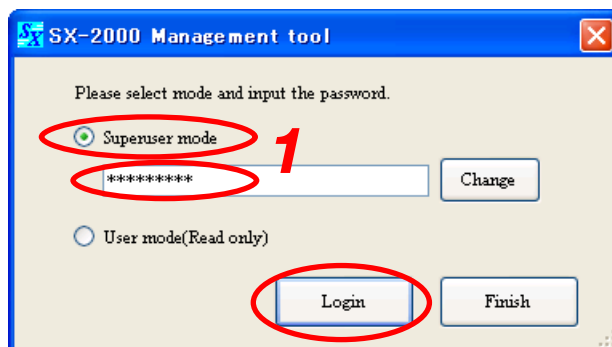 SX SX-2000 Management tool
Please select mode and input the password.
Superuser mode
1
*********
Change
User mode(Read only)
Login
Finish